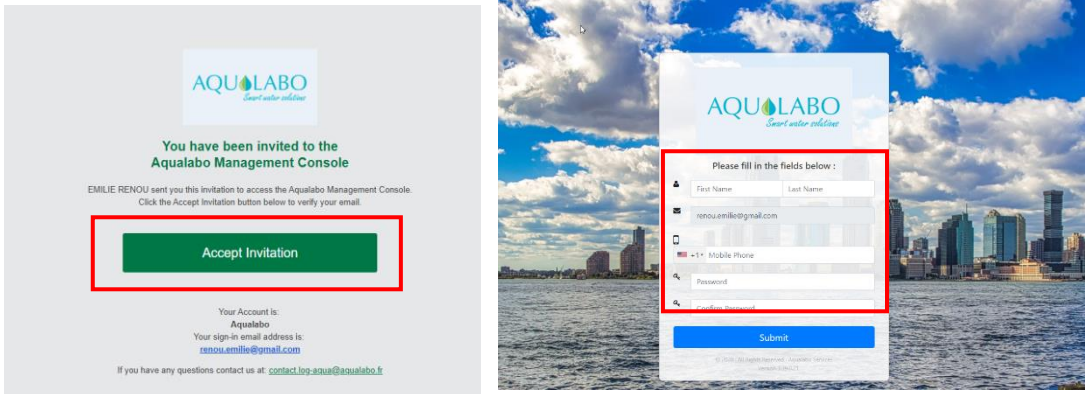 AQUALABO
Smart water solutions
You have been invited to the
Aqualabo Management Console
EMILIE RENOU sent you this invitation to access the Aqualabo Management Console.
Click the Accept Invitation button below to verify your email.
Accept Invitation
Your Account is:
Aqualabo
Your sign-in email address is:
renou.emilie@gmail.com
If you have any questions contact us at: contact.log-aqua@aqualabo.fr
AQUALABO
Smart water solutions
Please fill in the fields below :
First Name Last Name
renou.emilie@gmail.com
+1 Mobile Phone
Password
Confirm Password
Submit